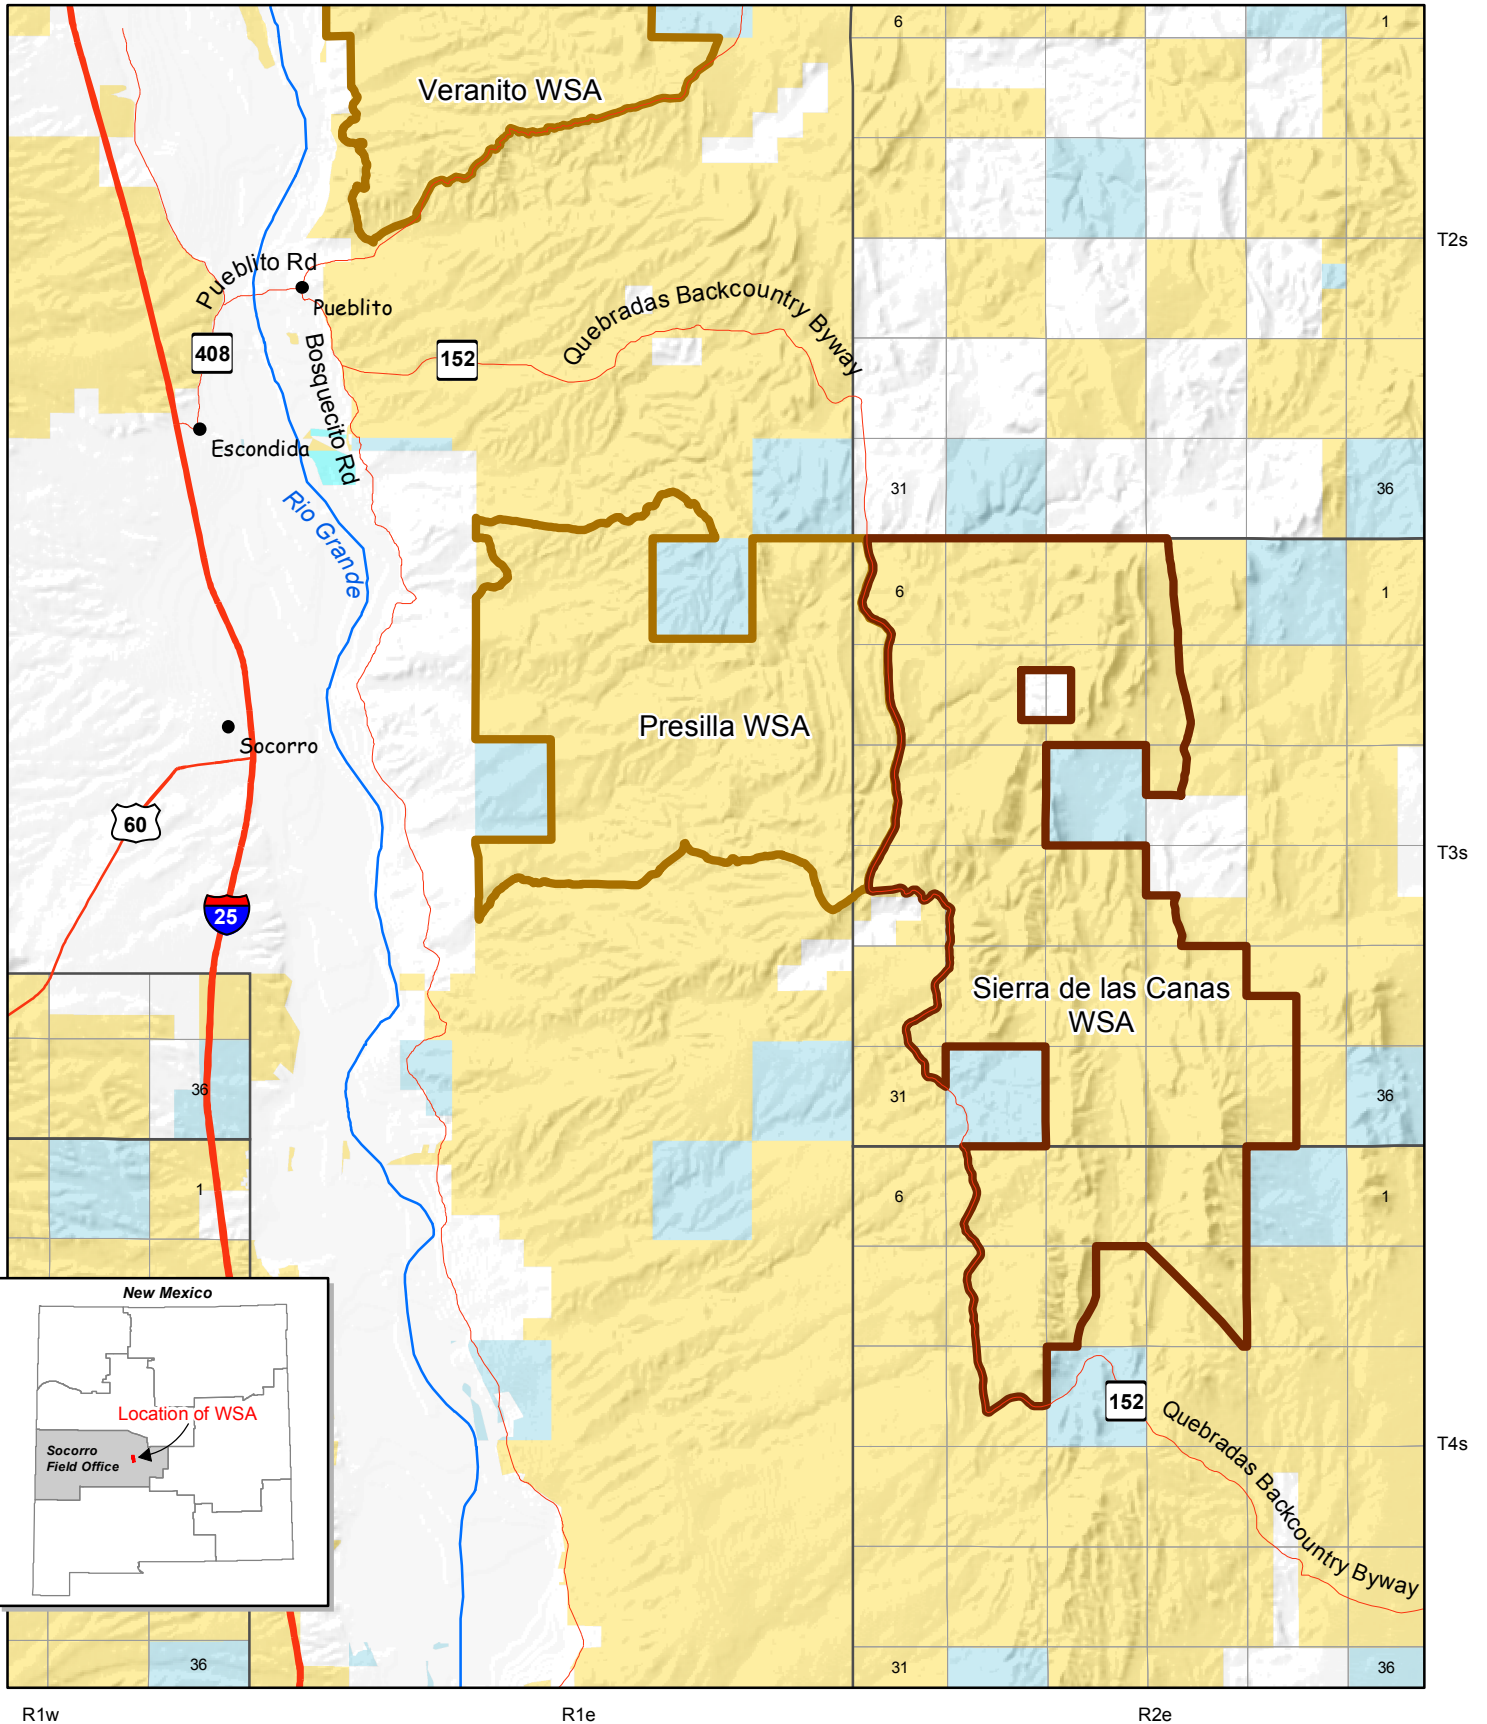 6
1
Veranito WSA
T2s
Pueblito Rd
Pueblito
Quebradas Backcountry Byway
408
152
Bosquecito Rd
Escondida
31
36
Rio Grande
6
1
Presilla WSA
Socorro
60
T3s
25
Sierra de las Canas
WSA
36
31
36
1
6
1
New Mexico
Location of WSA
Socorro
Field Office
152
Quebradas Backcountry Byway
T4s
36
31
36
R1w
R1e
R2e